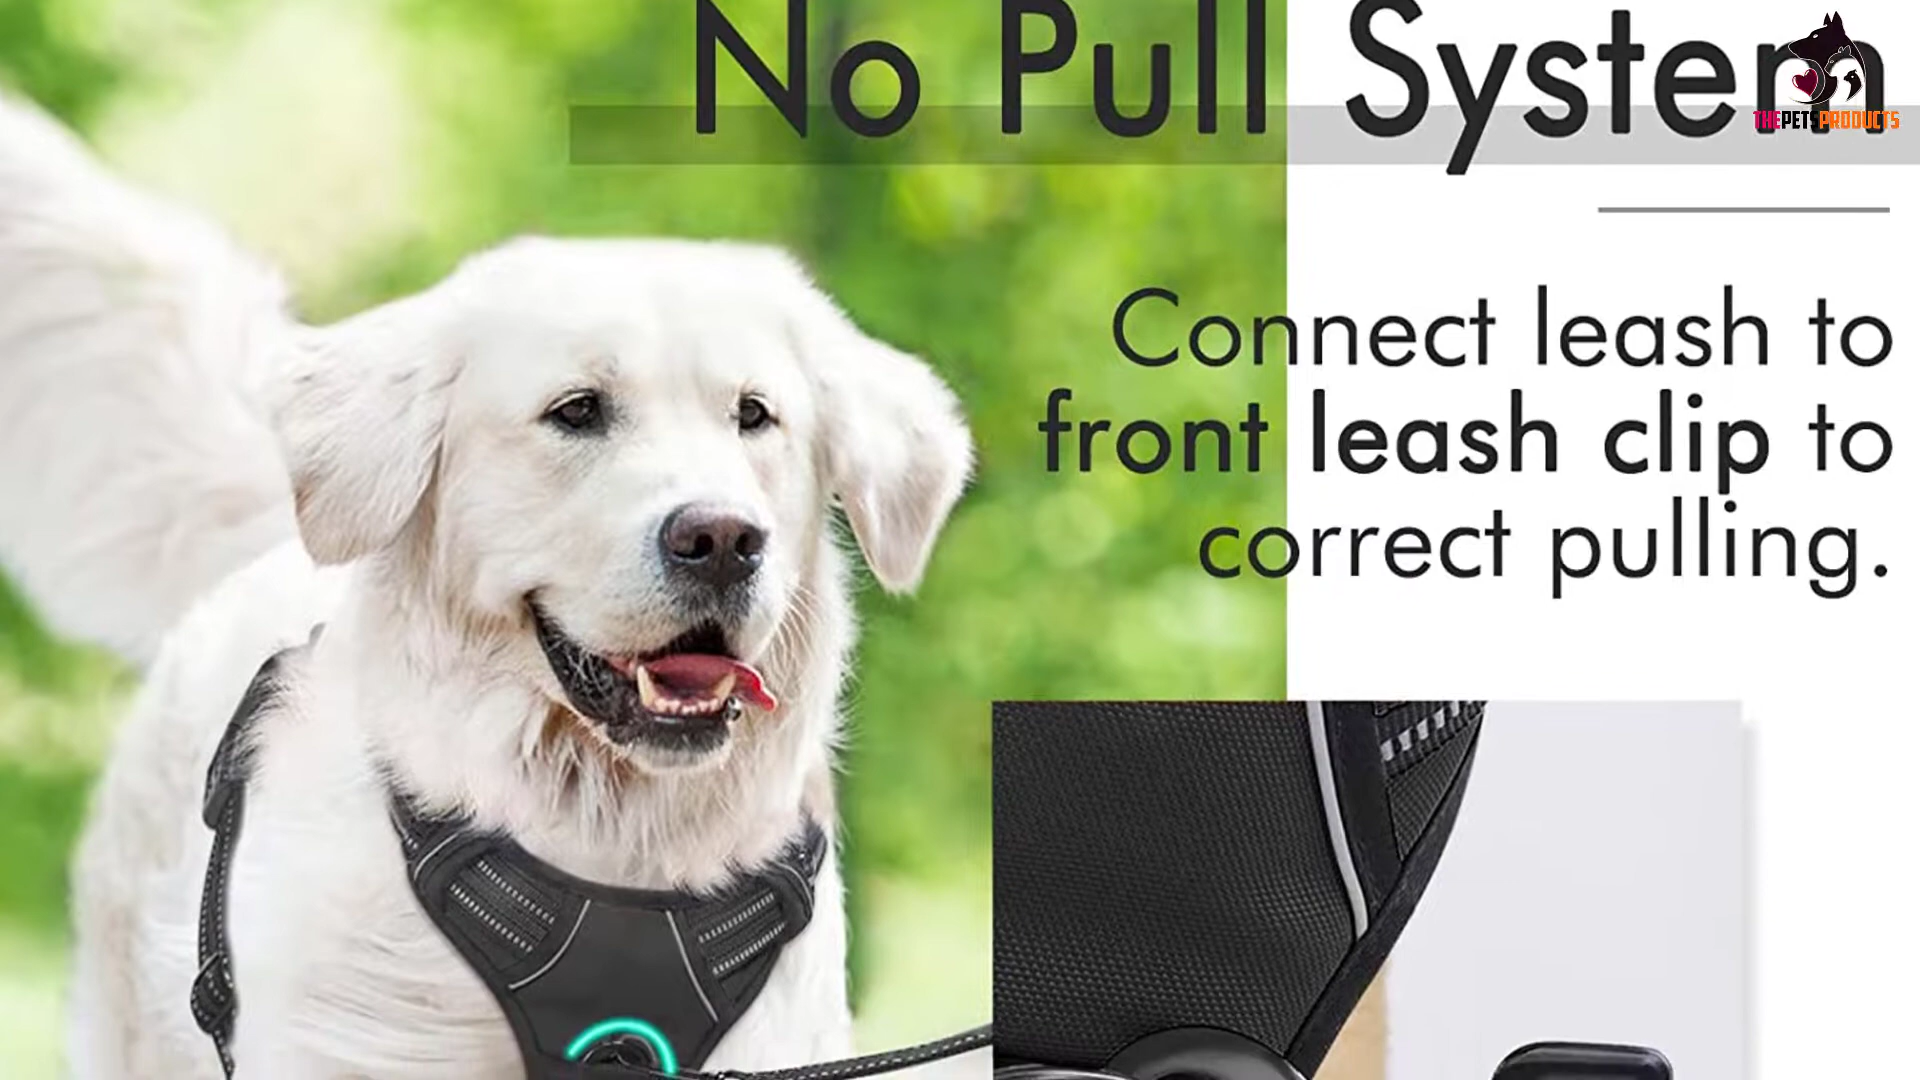 No Pull System
THEPETSPRODUCTS
Connect leash to
front leash clip to
correct pulling.